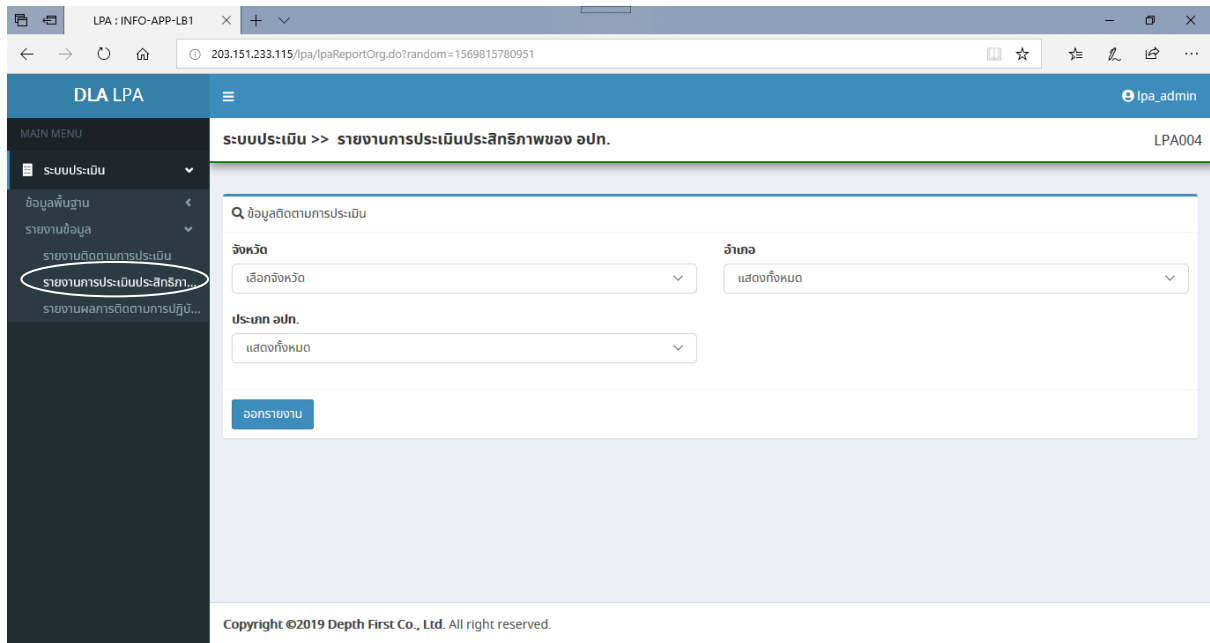 LPA : INFO-APP-LB1
203.151.233.115/lpa/lpaReportOrg.do?random=1569815780951
DLA LPA
lpa_admin
MAIN MENU
ระบบประเมิน >> รายงานการประเมินประสิทธิภาพของ อปท.
LPA004
ระบบประเมิน
ข้อมูลพื้นฐาน
รายงานข้อมูล
รายงานติดตามการประเมิน
รายงานการประเมินประสิทธิภา...
รายงานผลการติดตามการปฏิบั...
ข้อมูลติดตามการประเมิน
จังหวัด
อำเภอ
เลือกจังหวัด
แสดงทั้งหมด
ประเภท อปท.
แสดงทั้งหมด
ออกรายงาน
Copyright ©2019 Depth First Co., Ltd. All right reserved.